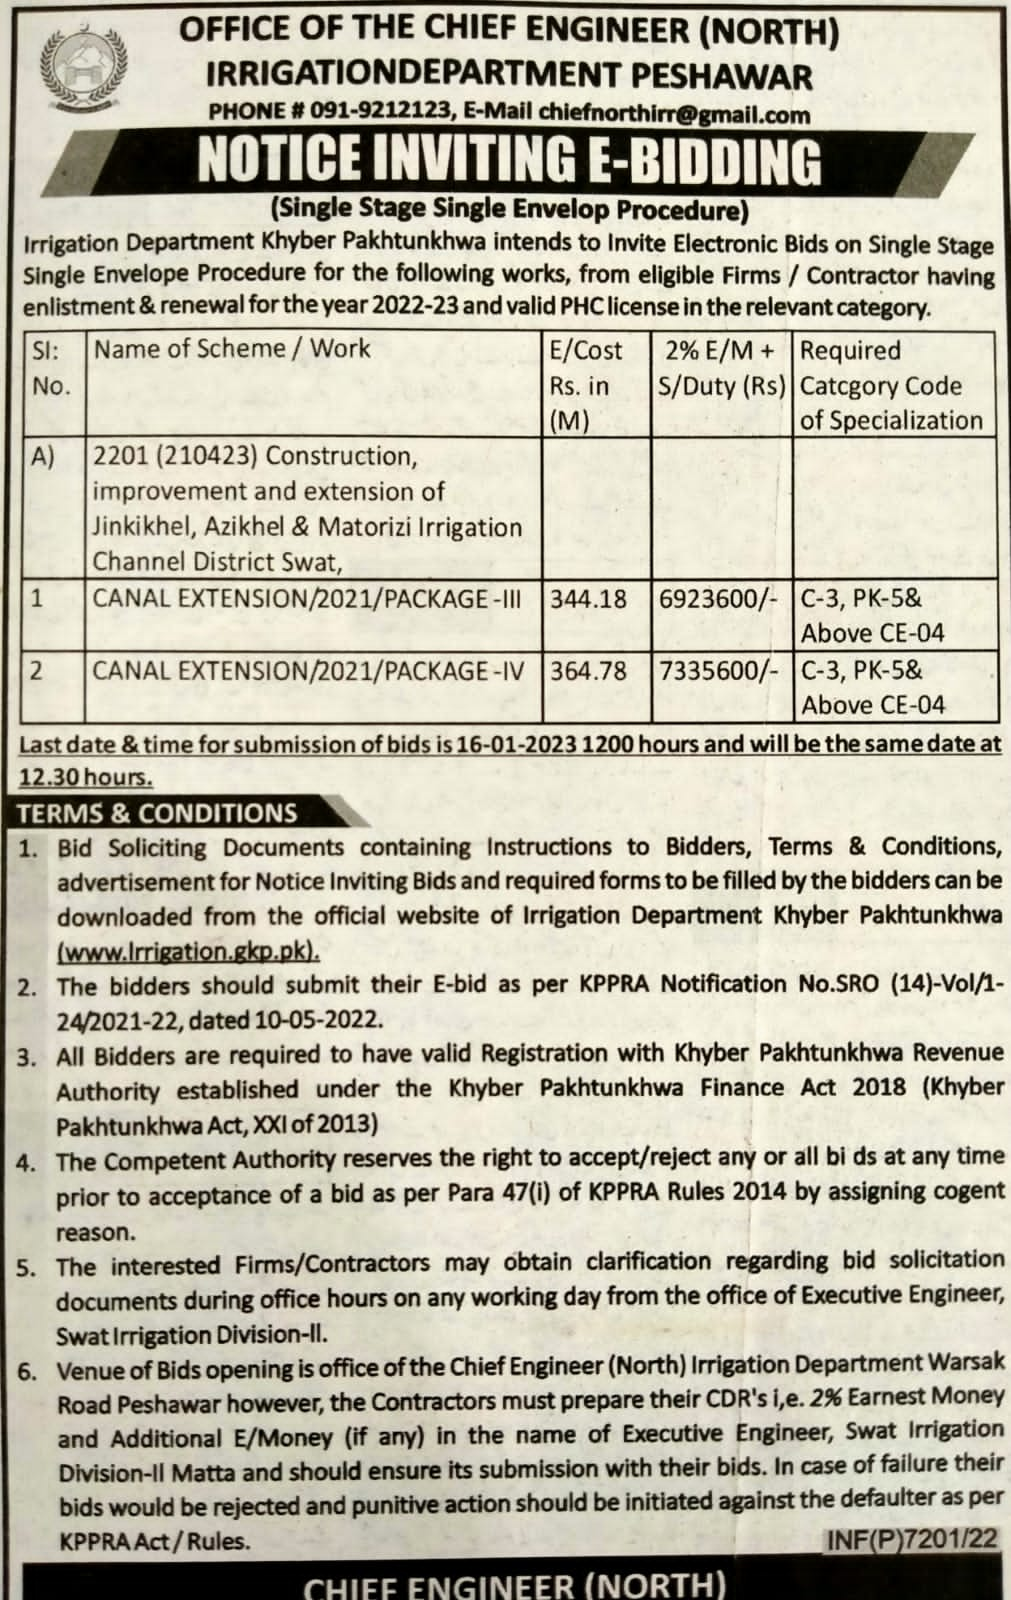 OFFICE OF THE CHIEF ENGINEER (NORTH)
IRRIGATIONDEPARTMENT PESHAWAR
PHONE # 091-9212123, E-Mail chiefnorthirr@gmail.com
NOTICE INVITING E-BIDDING
(Single Stage Single Envelop Procedure)
Irrigation Department Khyber Pakhtunkhwa intends to Invite Electronic Bids on Single Stage
Single Envelope Procedure for the following works, from eligible Firms / Contractor having
enlistment & renewal for the year 2022-23 and valid PHC license in the relevant category.
Sl: No. Name of Scheme / Work E/Cost Rs. in (M) 2% E/M + S/Duty (Rs) Required Catcgory Code of Specialization
A) 2201 (210423) Construction,
improvement and extension of
Jinkikhel, Azikhel & Matorizi Irrigation
Channel District Swat,
1 CANAL EXTENSION/2021/PACKAGE -III 344.18 6923600/- C-3, PK-5&
Above CE-04
2 CANAL EXTENSION/2021/PACKAGE -IV 364.78 7335600/- C-3, PK-5&
Above CE-04
Last date & time for submission of bids is 16-01-2023 1200 hours and will be the same date at
12.30 hours.
TERMS & CONDITIONS
1. Bid Soliciting Documents containing Instructions to Bidders, Terms & Conditions,
advertisement for Notice Inviting Bids and required forms to be filled by the bidders can be
downloaded from the official website of Irrigation Department Khyber Pakhtunkhwa
(www.Irrigation.gkp.pk).
2. The bidders should submit their E-bid as per KPPRA Notification No.SRO (14)-Vol/1-
24/2021-22, dated 10-05-2022.
3. All Bidders are required to have valid Registration with Khyber Pakhtunkhwa Revenue
Authority established under the Khyber Pakhtunkhwa Finance Act 2018 (Khyber
Pakhtunkhwa Act, XXI of 2013)
4. The Competent Authority reserves the right to accept/reject any or all bi ds at any time
prior to acceptance of a bid as per Para 47(i) of KPPRA Rules 2014 by assigning cogent
reason.
5. The interested Firms/Contractors may obtain clarification regarding bid solicitation
documents during office hours on any working day from the office of Executive Engineer,
Swat Irrigation Division-II.
6. Venue of Bids opening is office of the Chief Engineer (North) Irrigation Department Warsak
Road Peshawar however, the Contractors must prepare their CDR's i,e. 2% Earnest Money
and Additional E/Money (if any) in the name of Executive Engineer, Swat Irrigation
Division-II Matta and should ensure its submission with their bids. In case of failure their
bids would be rejected and punitive action should be initiated against the defaulter as per
KPPRA Act / Rules.
INF(P)7201/22
CHIEF ENGINEER (NORTH)